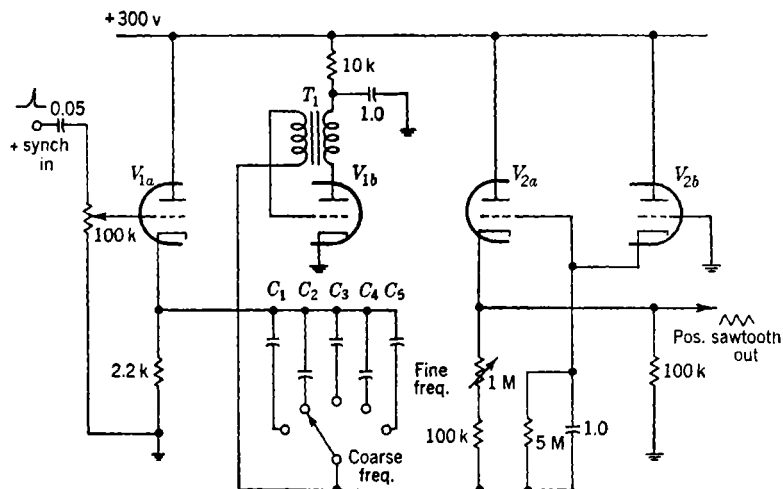 +300 v
10 k
T₁
1.0
0.05
+ synch
in
V₁ₐ
V₁b
V₂ₐ
V₂b
100 k
C₁ C₂ C₃ C₄ C₅
Pos. sawtooth
out
2.2 k
Fine
freq.
1 M
100 k
100 k
5 M
1.0
Coarse
freq.